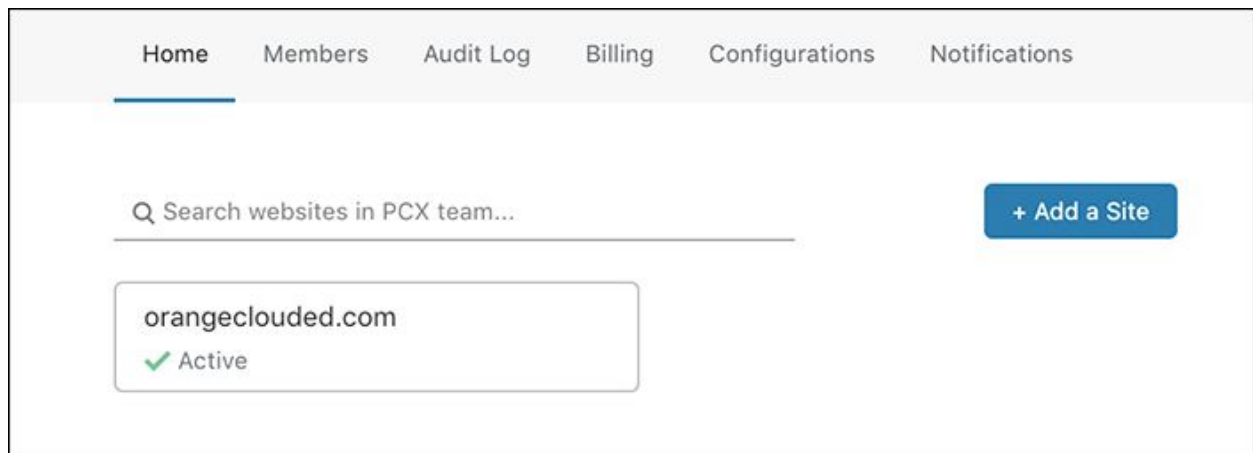 Home Members Audit Log Billing Configurations Notifications
Search websites in PCX team...
+ Add a Site
orangeclouded.com
Active